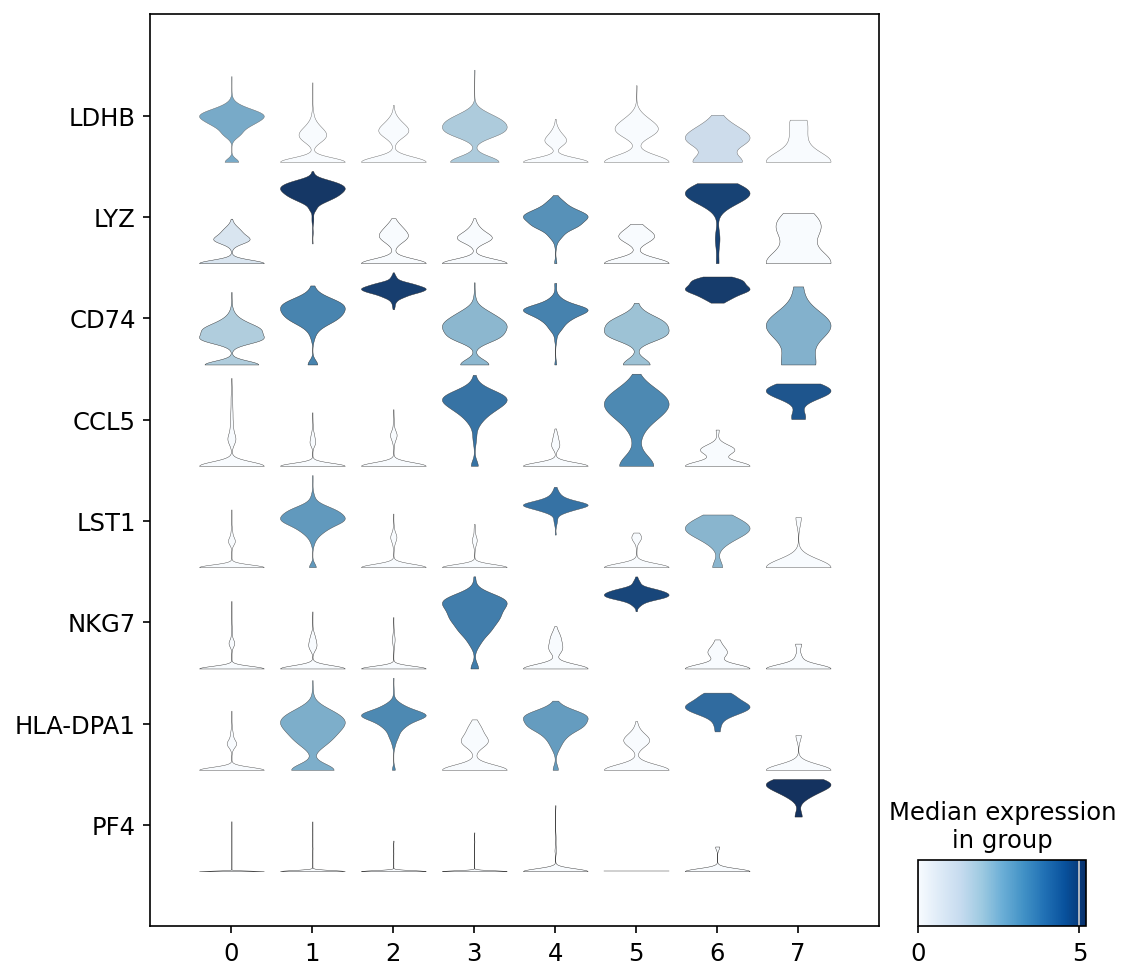 LDHB
LYZ
CD74
CCL5
LST1
NKG7
HLA-DPA1
PF4
0 1 2 3 4 5 6 7
Median expression
in group
0 5